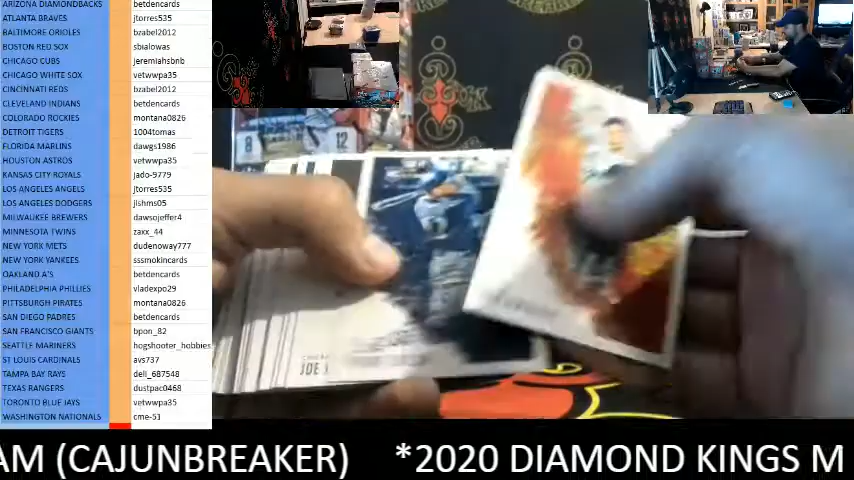 ARIZONA DIAMONDBACKS betdencards
ATLANTA BRAVES jtorres535
BALTIMORE ORIOLES bzabel2012
BOSTON RED SOX sbialowas
CHICAGO CUBS jeremiahsbnb
CHICAGO WHITE SOX vetwwpa35
CINCINNATI REDS bzabel2012
CLEVELAND INDIANS betdencards
COLORADO ROCKIES montana0826
DETROIT TIGERS 1004tomas
FLORIDA MARLINS dawgs1986
HOUSTON ASTROS vetwwpa35
KANSAS CITY ROYALS jado-9779
LOS ANGELES ANGELS jtorres535
LOS ANGELES DODGERS jlshms05
MILWAUKEE BREWERS dawsojeffer4
MINNESOTA TWINS zaxx_44
NEW YORK METS dudenoway777
NEW YORK YANKEES sssmokincards
OAKLAND A'S betdencards
PHILADELPHIA PHILLIES vladexpo29
PITTSBURGH PIRATES montana0826
SAN DIEGO PADRES betdencards
SAN FRANCISCO GIANTS bpon_82
SEATTLE MARINERS hogshooter_hobbies
ST LOUIS CARDINALS avs737
TAMPA BAY RAYS dell_687548
TEXAS RANGERS dustpac0468
TORONTO BLUE JAYS vetwwpa35
WASHINGTON NATIONALS cme-53
8 12
JOE
AM (CAJUNBREAKER) *2020 DIAMOND KINGS M